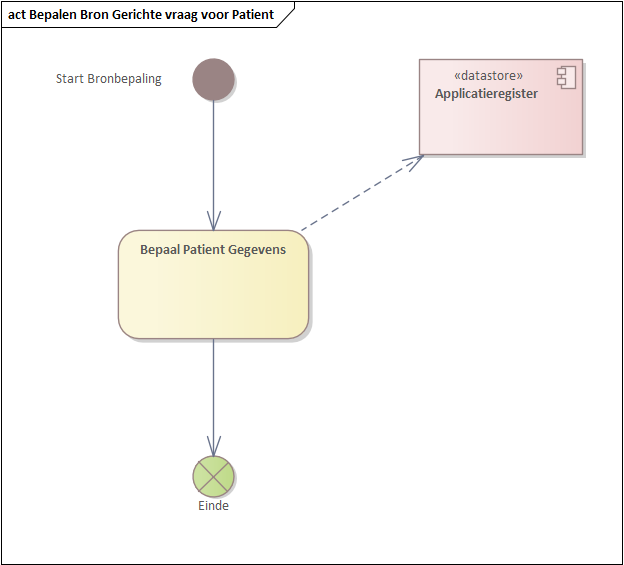 act Bepalen Bron Gerichte vraag voor Patient
Start Bronbepaling
«datastore»
Applicatieregister
Bepaal Patient Gegevens
Einde